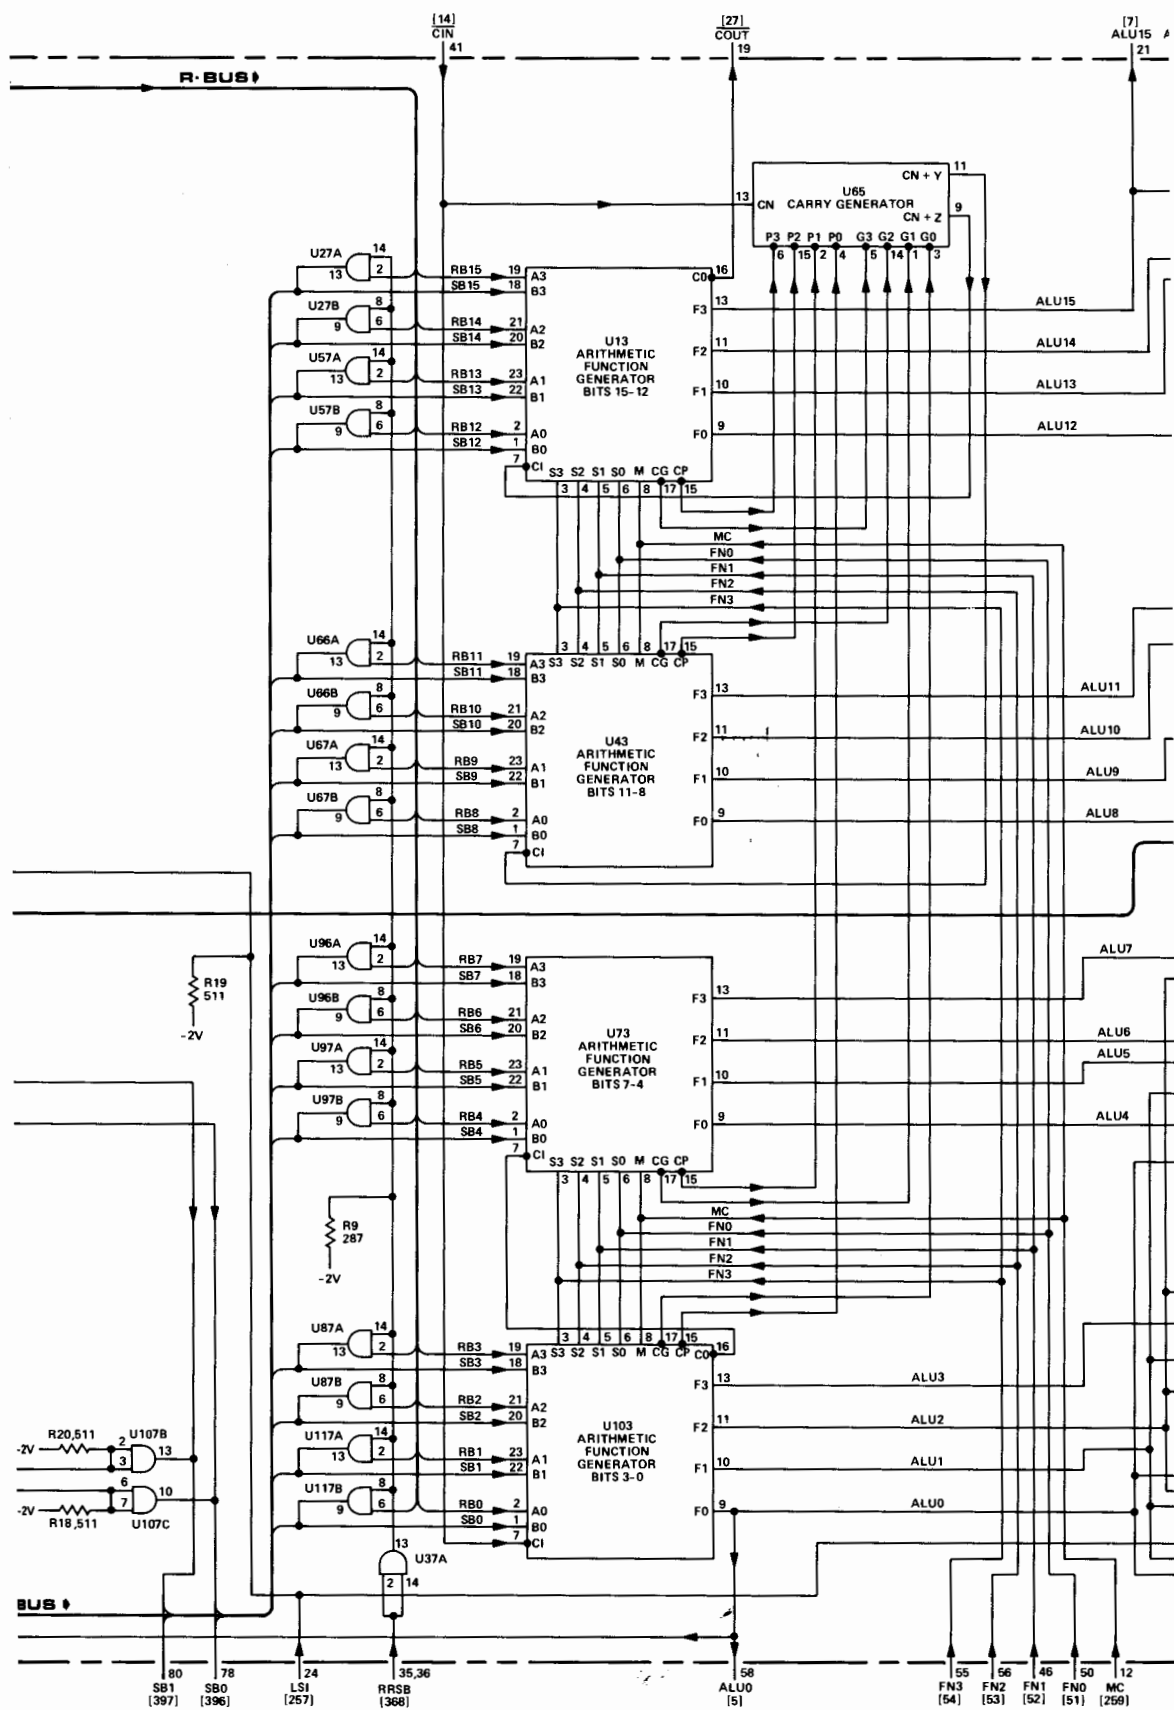 [14] [27] [7]
CIN COUT ALU15
41 19 21
R-BUS
11
CN + Y
U65
13 CN CARRY GENERATOR
9
CN + Z
P3 P2 P1 P0 G3 G2 G1 G0
6 15 2 4 5 14 1 3
U27A 14
13 2
RB15 19 A3
SB15 18 B3
C0 16
U27B 8
9 6
RB14 21 A2
SB14 20 B2
U57A 14
13 2
RB13 23 A1
SB13 22 B1
U57B 8
9 6
RB12 2 A0
SB12 1 B0
7 CI
U13
ARITHMETIC
FUNCTION
GENERATOR
BITS 15-12
F3 13 ALU15
F2 11 ALU14
F1 10 ALU13
F0 9 ALU12
S3 S2 S1 S0 M CG CP
3 4 5 6 8 17 15
MC
FN0
FN1
FN2
FN3
3 4 5 6 8 17 15
S3 S2 S1 S0 M CG CP
U66A 14
13 2
RB11 19 A3
SB11 18 B3
U66B 8
9 6
RB10 21 A2
SB10 20 B2
U67A 14
13 2
RB9 23 A1
SB9 22 B1
U67B 8
9 6
RB8 2 A0
SB8 1 B0
7 CI
U43
ARITHMETIC
FUNCTION
GENERATOR
BITS 11-8
F3 13 ALU11
F2 11 ALU10
F1 10 ALU9
F0 9 ALU8
R19
511
-2V
U96A 14
13 2
RB7 19 A3
SB7 18 B3
U96B 8
9 6
RB6 21 A2
SB6 20 B2
U97A 14
13 2
RB5 23 A1
SB5 22 B1
U97B 8
9 6
RB4 2 A0
SB4 1 B0
7 CI
U73
ARITHMETIC
FUNCTION
GENERATOR
BITS 7-4
F3 13 ALU7
F2 11 ALU6
F1 10 ALU5
F0 9 ALU4
S3 S2 S1 S0 M CG CP
3 4 5 6 8 17 15
R9
287
-2V
MC
FN0
FN1
FN2
FN3
3 4 5 6 8 17 15
S3 S2 S1 S0 M CG CP C0 16
U87A 14
13 2
RB3 19 A3
SB3 18 B3
U87B 8
9 6
RB2 21 A2
SB2 20 B2
U117A 14
13 2
RB1 23 A1
SB1 22 B1
U117B 8
9 6
RB0 2 A0
SB0 1 B0
7 CI
U103
ARITHMETIC
FUNCTION
GENERATOR
BITS 3-0
F3 13 ALU3
F2 11 ALU2
F1 10 ALU1
F0 9 ALU0
R20,511 U107B
-2V 2 13
3
6 10
-2V 7
R18,511 U107C
13
U37A
2 14
BUS
80 78 24 35,36 58 55 56 46 50 12
SB1 SB0 LSI RRSB ALU0 FN3 FN2 FN1 FN0 MC
[397] [396] [257] [368] [5] [54] [53] [52] [51] [259]